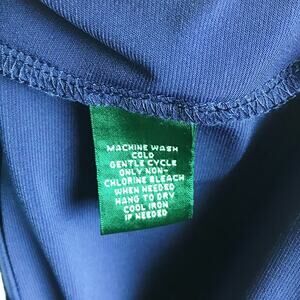 MACHINE WASH
COLD
GENTLE CYCLE
ONLY NON-
CHLORINE BLEACH
WHEN NEEDED
HANG TO DRY
COOL IRON
IF NEEDED